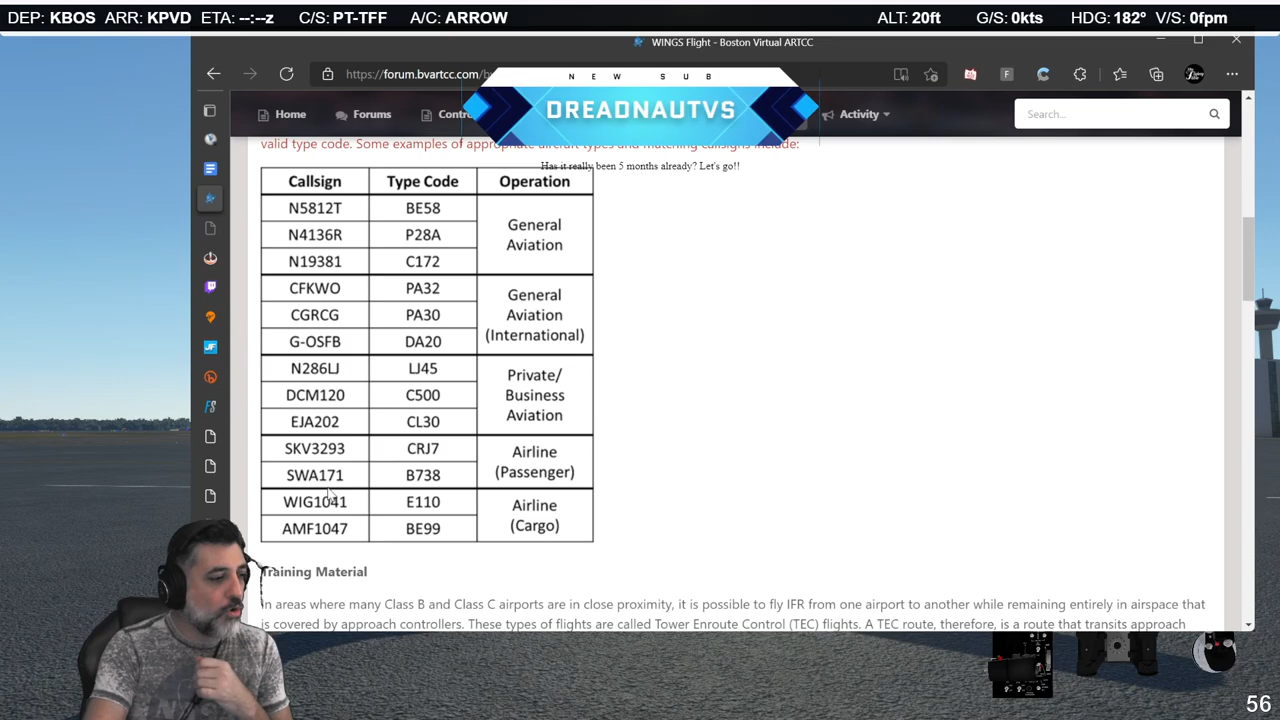 DEP: KBOS ARR: KPVD ETA: --:--z C/S: PT-TFF A/C: ARROW ALT: 20ft G/S: 0kts HDG: 182° V/S: 0fpm
WINGS Flight - Boston Virtual ARTCC
https://forum.bvartcc.com/
NEW SUB
DREADNAUTVS
Has it really been 5 months already? Let's go!!
Home Forums Activity
Search...
valid type code. Some examples of appropriate aircraft types and matching callsigns include:
Callsign Type Code Operation
N5812T BE58
General Aviation
N4136R P28A
N19381 C172
CFKWO PA32
General Aviation (International)
CGRCG PA30
G-OSFB DA20
N286LJ LJ45
Private/ Business Aviation
DCM120 C500
EJA202 CL30
SKV3293 CRJ7
Airline (Passenger)
SWA171 B738
WIG1041 E110
Airline (Cargo)
AMF1047 BE99
Training Material
In areas where many Class B and Class C airports are in close proximity, it is possible to fly IFR from one airport to another while remaining entirely in airspace that
is covered by approach controllers. These types of flights are called Tower Enroute Control (TEC) flights. A TEC route, therefore, is a route that transits approach
56